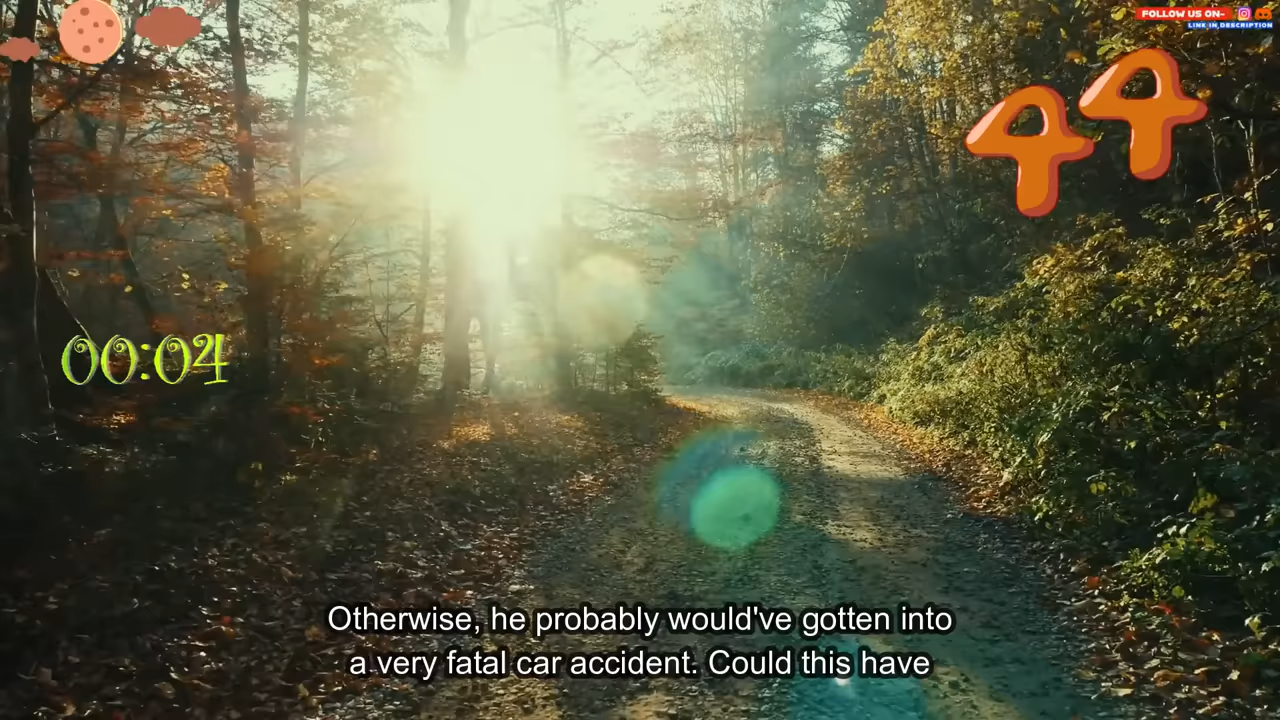 FOLLOW US ON-
LINK IN DESCRIPTION
44
00:04
Otherwise, he probably would've gotten into
a very fatal car accident. Could this have